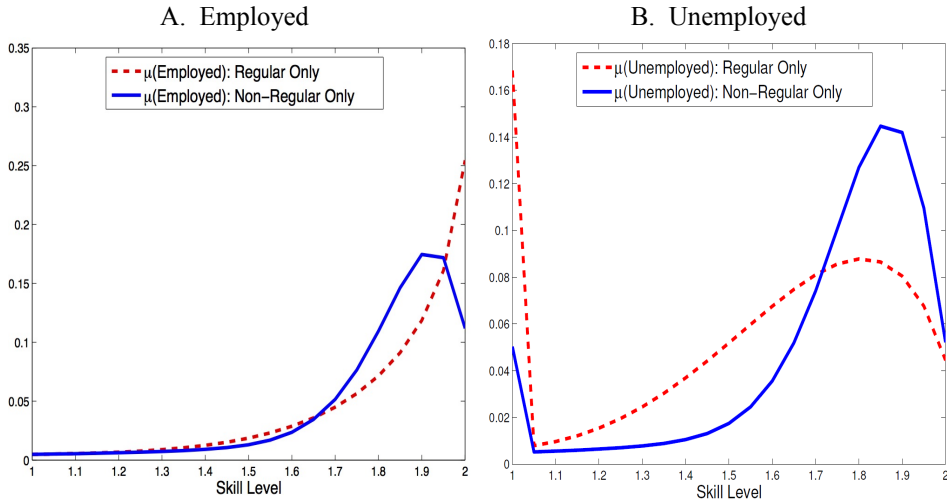 A. Employed
0.35
0.3
0.25
0.2
0.15
0.1
0.05
0
μ(Employed): Regular Only
μ(Employed): Non−Regular Only
1 1.1 1.2 1.3 1.4 1.5 1.6 1.7 1.8 1.9 2
Skill Level
B. Unemployed
0.18
0.16
0.14
0.12
0.1
0.08
0.06
0.04
0.02
0
μ(Unemployed): Regular Only
μ(Unemployed): Non−Regular Only
1 1.1 1.2 1.3 1.4 1.5 1.6 1.7 1.8 1.9 2
Skill Level